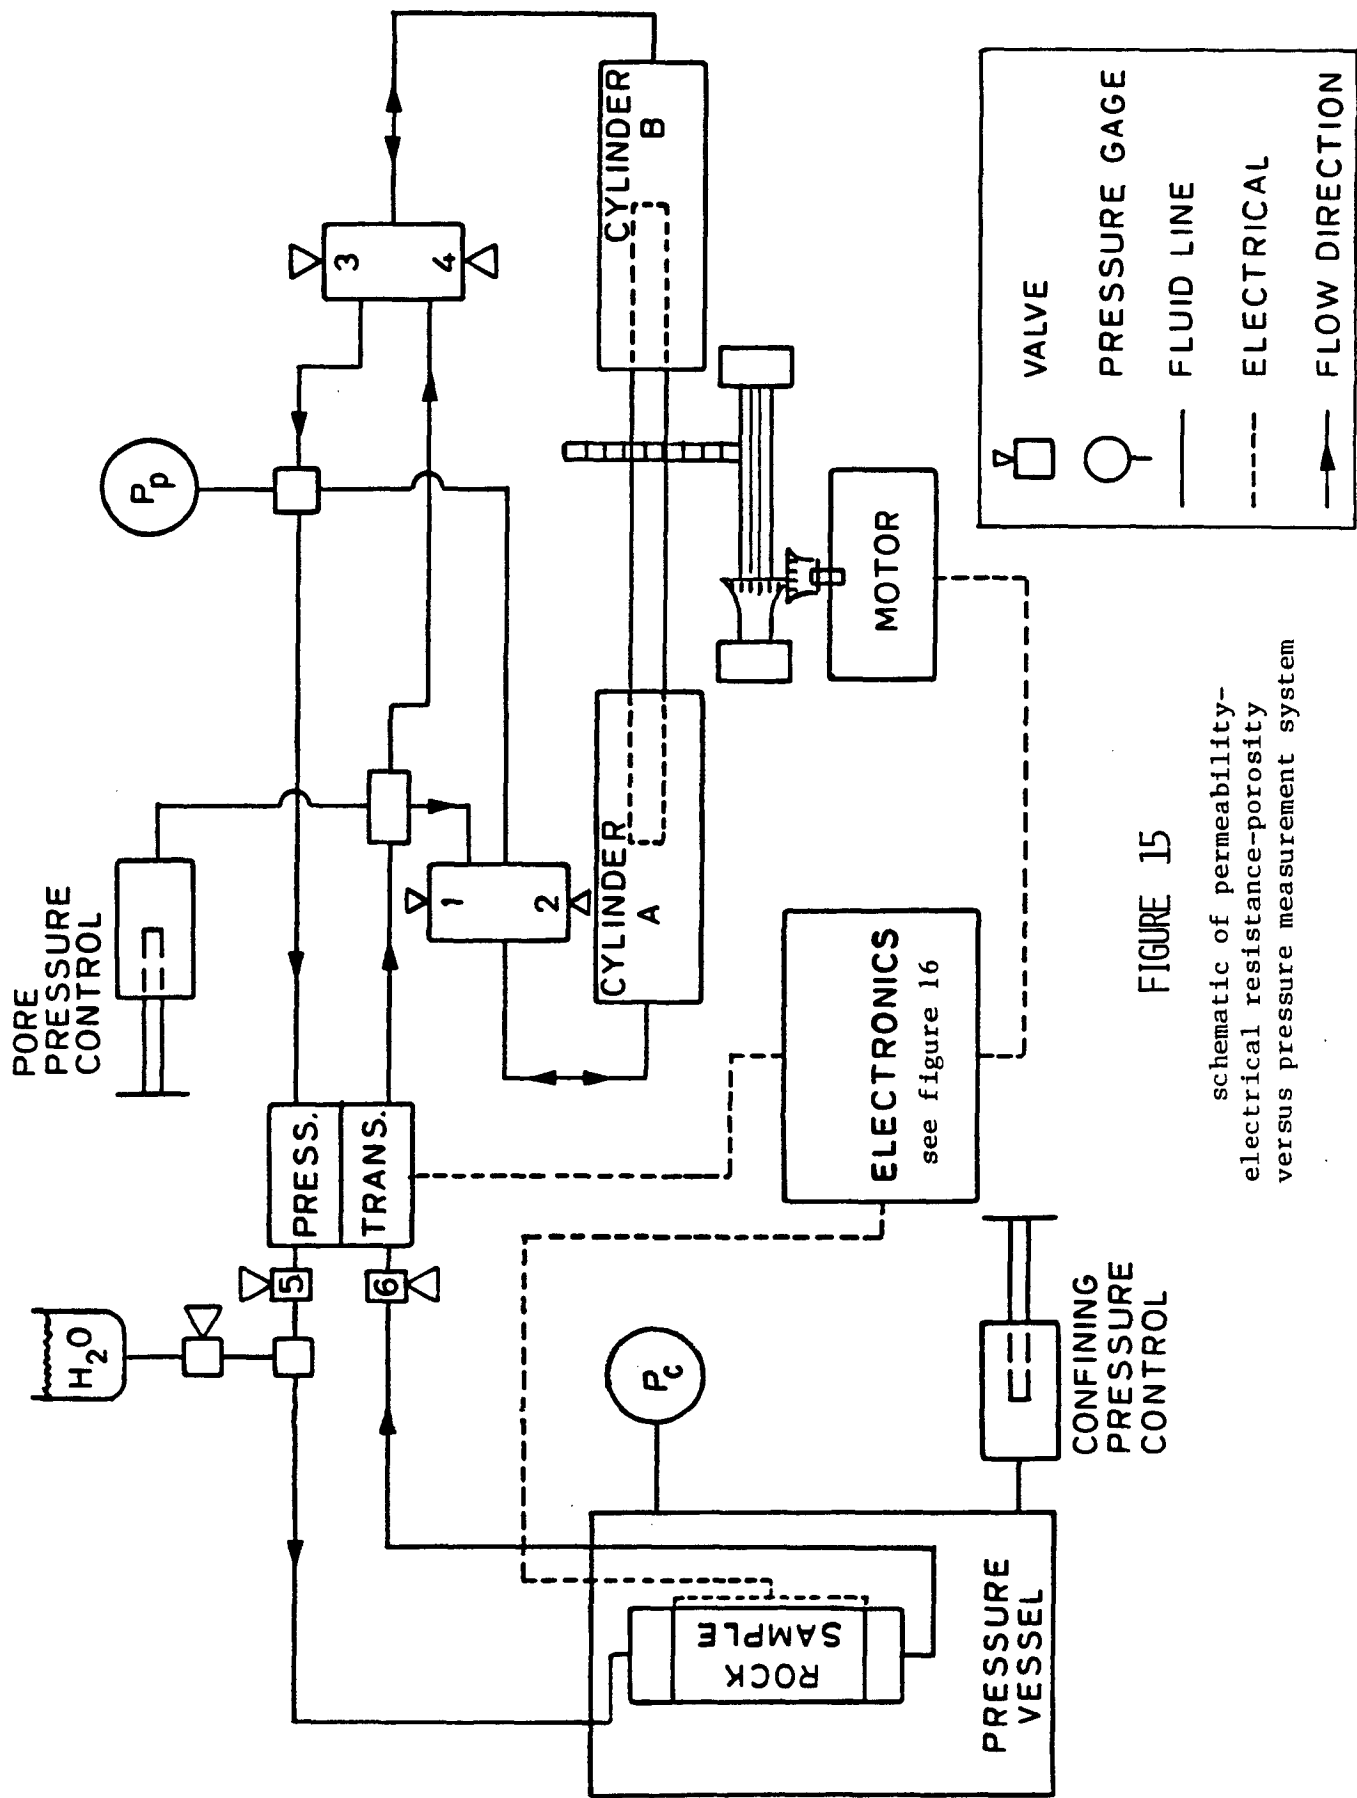 PORE
PRESSURE
CONTROL
H₂O
5
6
PRESS.
TRANS.
Pp
3
4
1
2
CYLINDER
A
CYLINDER
B
MOTOR
ELECTRONICS
see figure 16
Pc
ROCK
SAMPLE
PRESSURE
VESSEL
CONFINING
PRESSURE
CONTROL
VALVE
PRESSURE GAGE
FLUID LINE
ELECTRICAL
FLOW DIRECTION
FIGURE 15
schematic of permeability-
electrical resistance-porosity
versus pressure measurement system